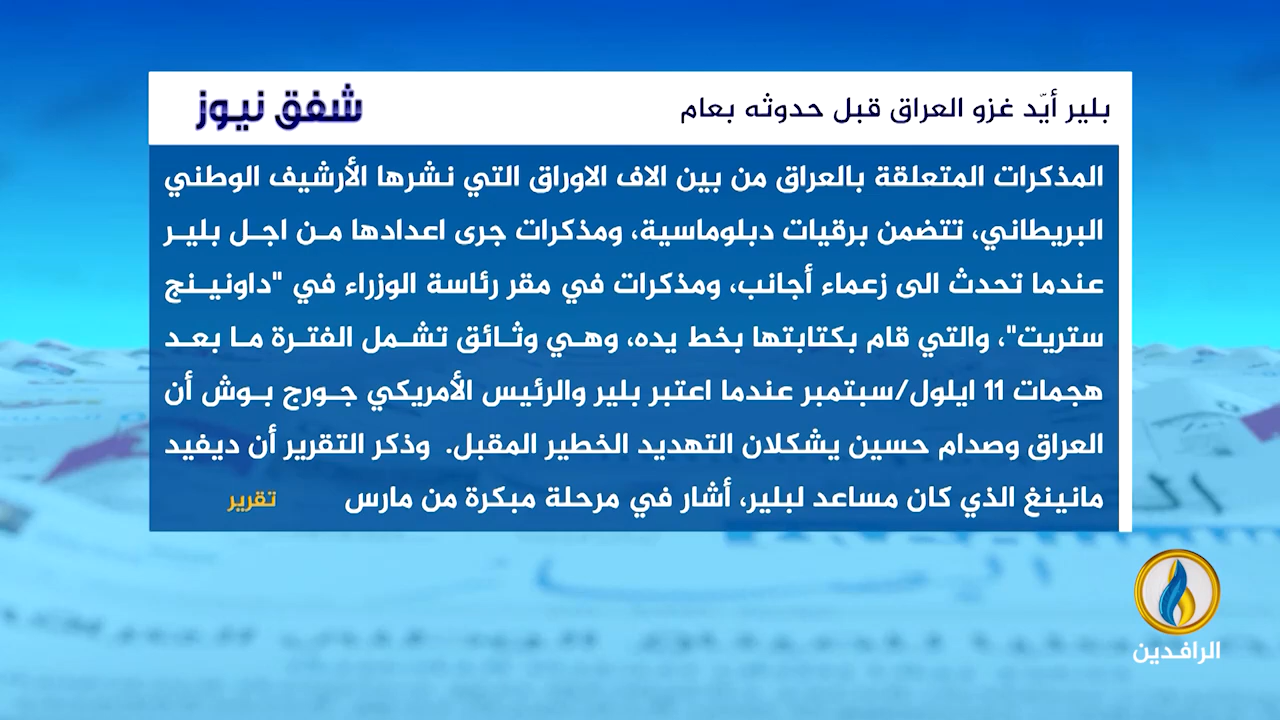 شفق نيوز
بلير أيّد غزو العراق قبل حدوثه بعام
المذكرات المتعلقة بالعراق من بين الاف الاوراق التي نشرها الأرشيف الوطني
البريطاني، تتضمن برقيات دبلوماسية، ومذكرات جرى اعدادها من اجل بلير
عندما تحدث الى زعماء أجانب، ومذكرات في مقر رئاسة الوزراء في "داونينج
ستريت"، والتي قام بكتابتها بخط يده، وهي وثائق تشمل الفترة ما بعد
هجمات 11 ايلول/سبتمبر عندما اعتبر بلير والرئيس الأمريكي جورج بوش أن
العراق وصدام حسين يشكلان التهديد الخطير المقبل. وذكر التقرير أن ديفيد
مانينغ الذي كان مساعد لبلير، أشار في مرحلة مبكرة من مارس
تقرير
الرافدين